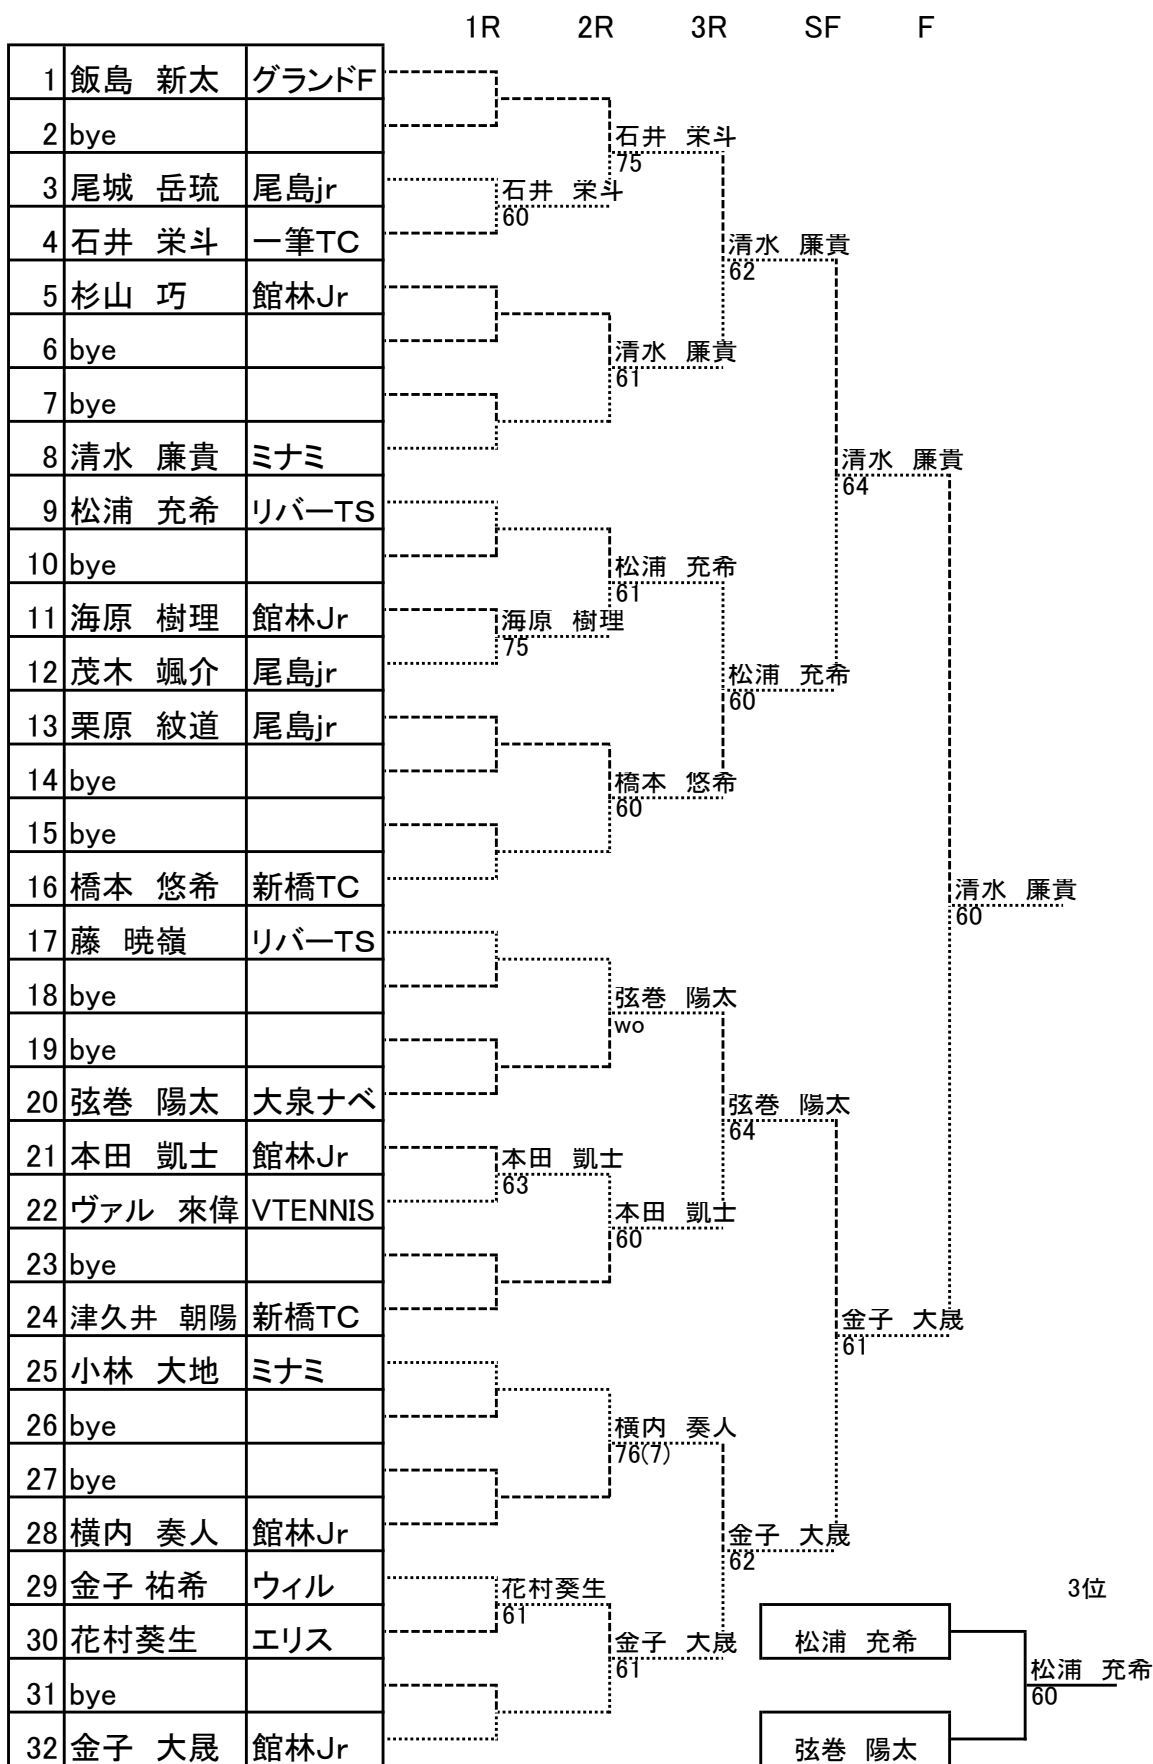 1R 2R 3R SF F
1 飯島 新太 グランドF
2 bye
石井 栄斗
75
3 尾城 岳琉 尾島jr
石井 栄斗
60
4 石井 栄斗 一筆TC
清水 廉貴
62
5 杉山 巧 館林Jr
6 bye
清水 廉貴
61
7 bye
8 清水 廉貴 ミナミ
清水 廉貴
64
9 松浦 充希 リバーTS
10 bye
松浦 充希
61
11 海原 樹理 館林Jr
海原 樹理
75
12 茂木 颯介 尾島jr
松浦 充希
60
13 栗原 紋道 尾島jr
14 bye
橋本 悠希
60
15 bye
16 橋本 悠希 新橋TC
清水 廉貴
60
17 藤 暁嶺 リバーTS
18 bye
弦巻 陽太
wo
19 bye
20 弦巻 陽太 大泉ナベ
弦巻 陽太
64
21 本田 凱士 館林Jr
本田 凱士
63
22 ヴァル 來偉 VTENNIS
本田 凱士
60
23 bye
24 津久井 朝陽 新橋TC
金子 大晟
61
25 小林 大地 ミナミ
26 bye
横内 奏人
76(7)
27 bye
28 横内 奏人 館林Jr
金子 大晟
62
29 金子 祐希 ウィル
花村葵生
61
3位
30 花村葵生 エリス
金子 大晟
61
松浦 充希
31 bye
松浦 充希
60
32 金子 大晟 館林Jr
弦巻 陽太